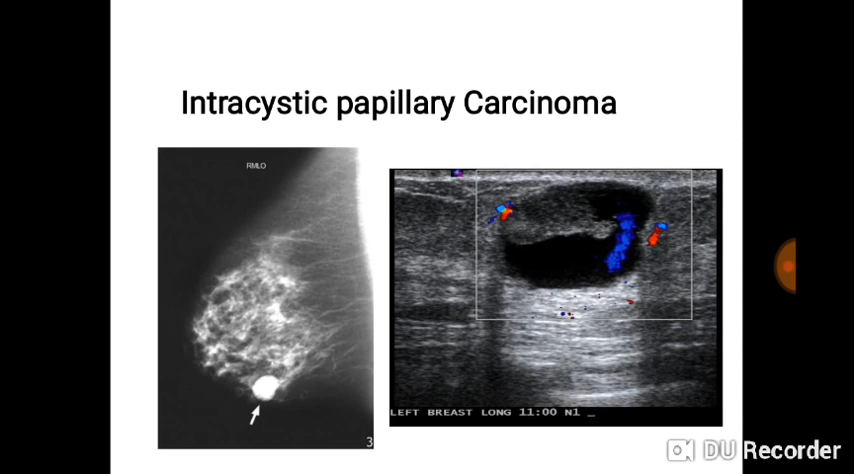 Intracystic papillary Carcinoma
RMLO
3
LEFT BREAST LONG 11:00 N1 _
DU Recorder